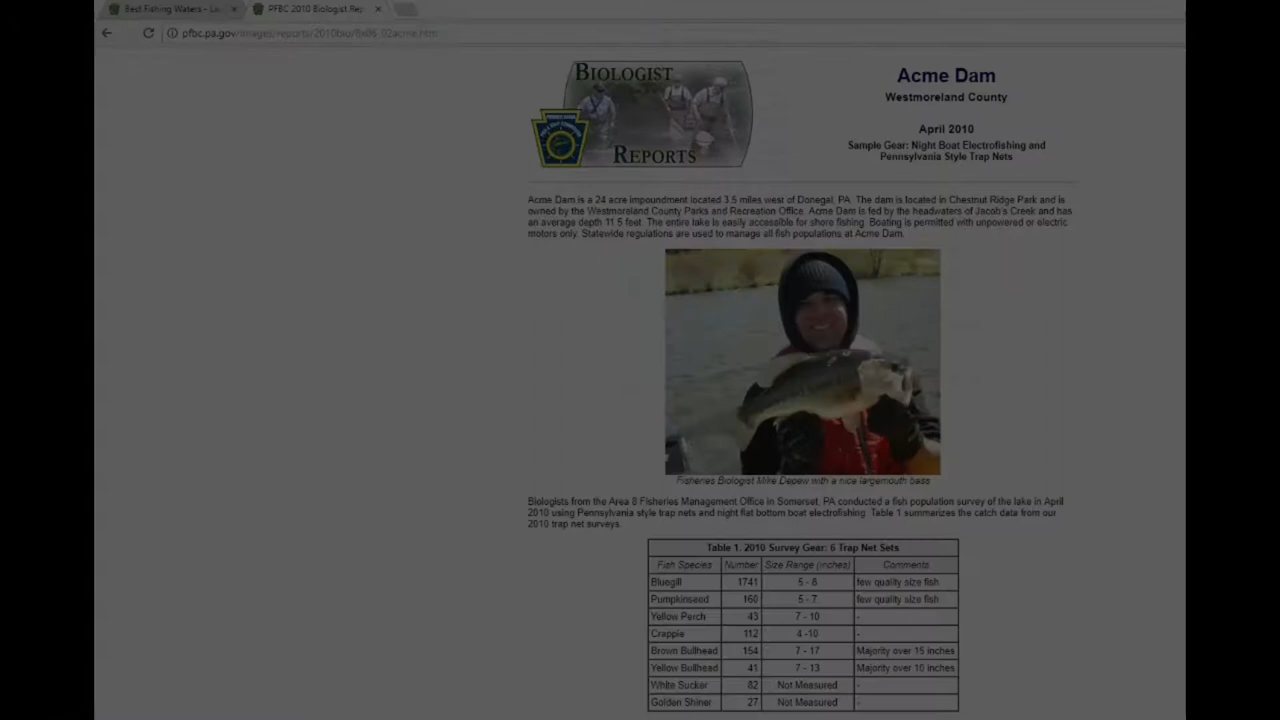 Best Fishing Waters - Lo
PFBC 2010 Biologist Rep
pfbc.pa.gov/images/reports/2010bio/8x06_02acme.htm
BIOLOGIST
REPORTS
Acme Dam
Westmoreland County
April 2010
Sample Gear: Night Boat Electrofishing and
Pennsylvania Style Trap Nets
Acme Dam is a 24 acre impoundment located 3.5 miles west of Donegal, PA. The dam is located in Chestnut Ridge Park and is
owned by the Westmoreland County Parks and Recreation Office. Acme Dam is fed by the headwaters of Jacob's Creek and has
an average depth 11.5 feet. The entire lake is easily accessible for shore fishing. Boating is permitted with unpowered or electric
motors only. Statewide regulations are used to manage all fish populations at Acme Dam.
Fisheries Biologist Mike Depew with a nice largemouth bass
Biologists from the Area 8 Fisheries Management Office in Somerset, PA conducted a fish population survey of the lake in April
2010 using Pennsylvania style trap nets and night flat bottom boat electrofishing. Table 1 summarizes the catch data from our
2010 trap net surveys.
Table 1. 2010 Survey Gear: 6 Trap Net Sets
Fish Species Number Size Range (inches) Comments
Bluegill 1741 5 - 8 few quality size fish
Pumpkinseed 160 5 - 7 few quality size fish
Yellow Perch 43 7 - 10 -
Crappie 112 4 -10 -
Brown Bullhead 154 7 - 17 Majority over 15 inches
Yellow Bullhead 41 7 - 13 Majority over 10 inches
White Sucker 82 Not Measured -
Golden Shiner 27 Not Measured -